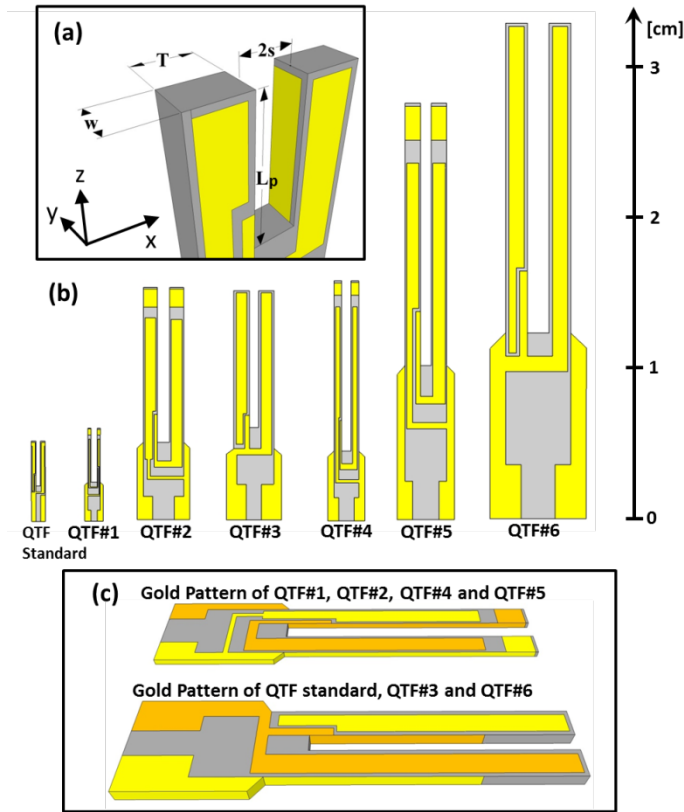 (a)
T
2s
w
Lp
z
y
x
[cm]
3
2
1
0
(b)
QTF
Standard
QTF#1
QTF#2
QTF#3
QTF#4
QTF#5
QTF#6
(c)
Gold Pattern of QTF#1, QTF#2, QTF#4 and QTF#5
Gold Pattern of QTF standard, QTF#3 and QTF#6